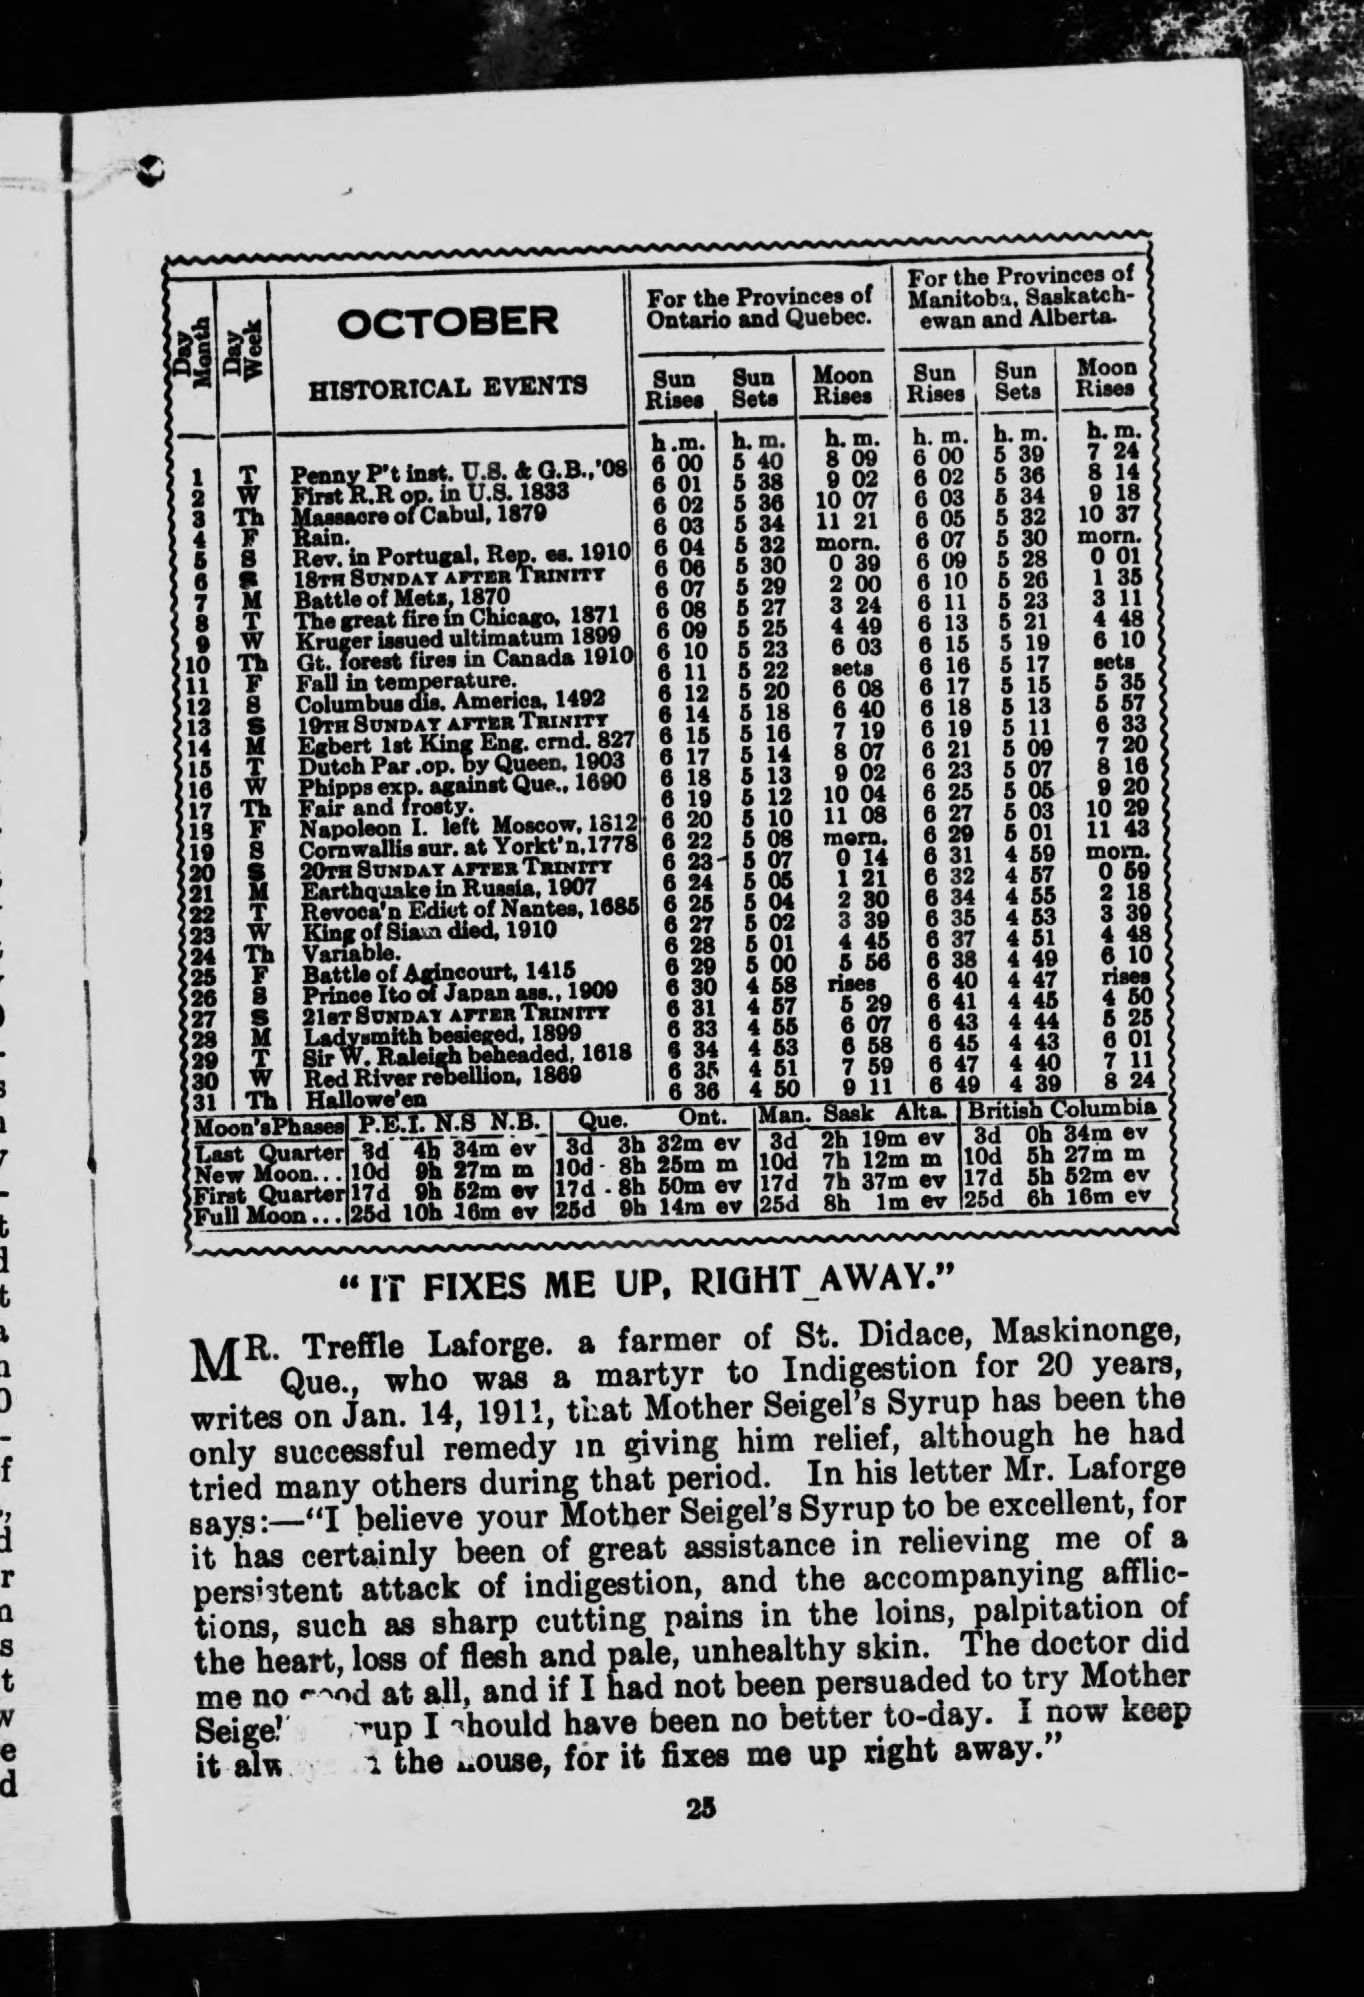 OCTOBER
HISTORICAL EVENTS
Day Month
Day Week
For the Provinces of Ontario and Quebec.
For the Provinces of Manitoba, Saskatch-ewan and Alberta.
Sun Rises Sun Sets Moon Rises Sun Rises Sun Sets Moon Rises
h .m. h. m. h. m. h. m. h. m. h. m.
1 T Penny P't inst. U.S. & G.B.,'08 6 00 5 40 8 09 6 00 5 39 7 24
2 W First R.R op. in U.S. 1833 6 01 5 38 9 02 6 02 5 36 8 14
3 Th Massacre of Cabul, 1879 6 02 5 36 10 07 6 03 5 34 9 18
4 F Rain. 6 03 5 34 11 21 6 05 5 32 10 37
5 S Rev. in Portugal, Rep. es. 1910 6 04 5 32 morn. 6 07 5 30 morn.
6 S 18TH SUNDAY AFTER TRINITY 6 06 5 30 0 39 6 09 5 28 0 01
7 M Battle of Metz, 1870 6 07 5 29 2 00 6 10 5 26 1 35
8 T The great fire in Chicago, 1871 6 08 5 27 3 24 6 11 5 23 3 11
9 W Kruger issued ultimatum 1899 6 09 5 25 4 49 6 13 5 21 4 48
10 Th Gt. forest fires in Canada 1910 6 10 5 23 6 03 6 15 5 19 6 10
11 F Fall in temperature. 6 11 5 22 sets 6 16 5 17 sets
12 S Columbus dis. America, 1492 6 12 5 20 6 08 6 17 5 15 5 35
13 S 19TH SUNDAY AFTER TRINITY 6 14 5 18 6 40 6 18 5 13 5 57
14 M Egbert 1st King Eng. crnd. 827 6 15 5 16 7 19 6 19 5 11 6 33
15 T Dutch Par .op. by Queen, 1903 6 17 5 14 8 07 6 21 5 09 7 20
16 W Phipps exp. against Que., 1690 6 18 5 13 9 02 6 23 5 07 8 16
17 Th Fair and frosty. 6 19 5 12 10 04 6 25 5 05 9 20
18 F Napoleon I. left Moscow, 1812 6 20 5 10 11 08 6 27 5 03 10 29
19 S Cornwallis sur. at Yorkt'n,1778 6 22 5 08 morn. 6 29 5 01 11 43
20 S 20TH SUNDAY AFTER TRINITY 6 23 5 07 0 14 6 31 4 59 morn.
21 M Earthquake in Russia, 1907 6 24 5 05 1 21 6 32 4 57 0 59
22 T Revoca'n Edict of Nantes, 1685 6 25 5 04 2 30 6 34 4 55 2 18
23 W King of Siam died, 1910 6 27 5 02 3 39 6 35 4 53 3 39
24 Th Variable. 6 28 5 01 4 45 6 37 4 51 4 48
25 F Battle of Agincourt, 1415 6 29 5 00 5 56 6 38 4 49 6 10
26 S Prince Ito of Japan ass., 1909 6 30 4 58 rises 6 40 4 47 rises
27 S 21ST SUNDAY AFTER TRINITY 6 31 4 57 5 29 6 41 4 45 4 50
28 M Ladysmith besieged, 1899 6 33 4 55 6 07 6 43 4 44 5 25
29 T Sir W. Raleigh beheaded, 1618 6 34 4 53 6 58 6 45 4 43 6 01
30 W Red River rebellion, 1869 6 35 4 51 7 59 6 47 4 40 7 11
31 Th Hallowe'en 6 36 4 50 9 11 6 49 4 39 8 24
Moon's Phases P.E.I. N.S N.B. Que. Ont. Man. Sask Alta. British Columbia
Last Quarter 3d 4h 34m ev 3d 3h 32m ev 3d 2h 19m ev 3d 0h 34m ev
New Moon... 10d 9h 27m m 10d 8h 25m m 10d 7h 12m m 10d 5h 27m m
First Quarter 17d 9h 52m ev 17d 8h 50m ev 17d 7h 37m ev 17d 5h 52m ev
Full Moon ... 25d 10h 16m ev 25d 9h 14m ev 25d 8h 1m ev 25d 6h 16m ev
"IT FIXES ME UP, RIGHT AWAY."
MR. Treffle Laforge. a farmer of St. Didace, Maskinonge,
Que., who was a martyr to Indigestion for 20 years,
writes on Jan. 14, 1911, that Mother Seigel's Syrup has been the
only successful remedy in giving him relief, although he had
tried many others during that period. In his letter Mr. Laforge
says:—"I believe your Mother Seigel's Syrup to be excellent, for
it has certainly been of great assistance in relieving me of a
persistent attack of indigestion, and the accompanying afflic-
tions, such as sharp cutting pains in the loins, palpitation of
the heart, loss of flesh and pale, unhealthy skin. The doctor did
me no good at all, and if I had not been persuaded to try Mother
I should have been no better to-day. I now keep
it the house, for it fixes me up right away."
25